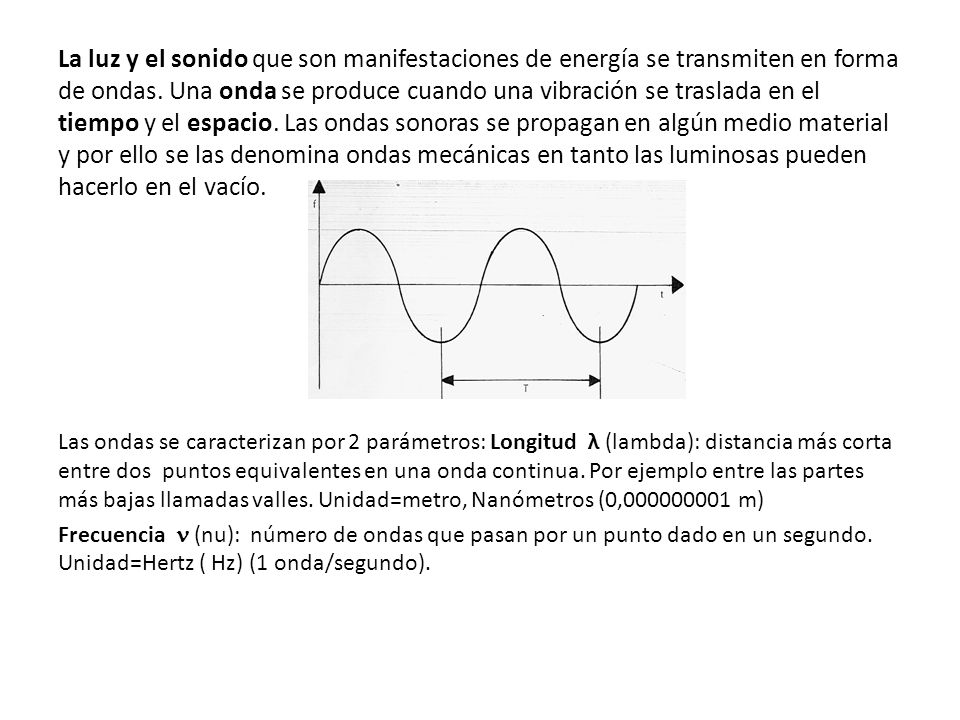 La luz y el sonido que son manifestaciones de energía se transmiten en forma
de ondas. Una onda se produce cuando una vibración se traslada en el
tiempo y el espacio. Las ondas sonoras se propagan en algún medio material
y por ello se las denomina ondas mecánicas en tanto las luminosas pueden
hacerlo en el vacío.
f
t
T
Las ondas se caracterizan por 2 parámetros: Longitud λ (lambda): distancia más corta
entre dos puntos equivalentes en una onda continua. Por ejemplo entre las partes
más bajas llamadas valles. Unidad=metro, Nanómetros (0,000000001 m)
Frecuencia ν (nu): número de ondas que pasan por un punto dado en un segundo.
Unidad=Hertz ( Hz) (1 onda/segundo).